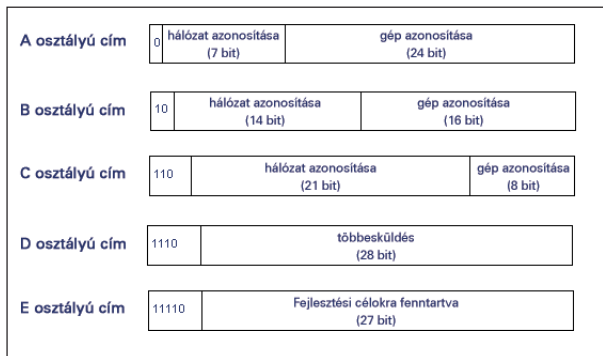 A osztályú cím
0 hálózat azonosítása gép azonosítása
(7 bit) (24 bit)
B osztályú cím
10 hálózat azonosítása gép azonosítása
(14 bit) (16 bit)
C osztályú cím
110 hálózat azonosítása gép azonosítása
(21 bit) (8 bit)
D osztályú cím
1110 többesküldés
(28 bit)
E osztályú cím
11110 Fejlesztési célokra fenntartva
(27 bit)